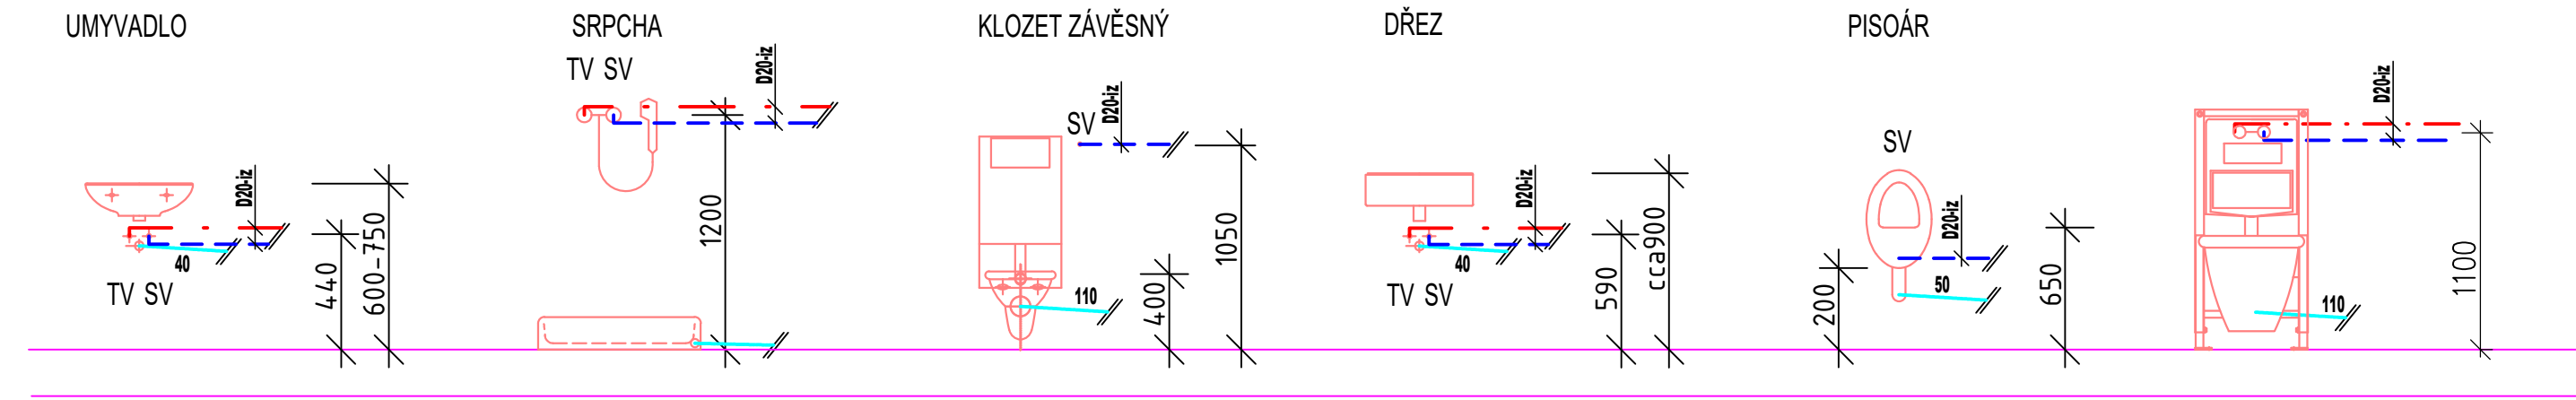 UMYVADLO
D20-iz
40
TV SV
440
600-750
SRPCHA
TV SV
D20-iz
1200
KLOZET ZÁVĚSNÝ
SV
D20-iz
110
400
1050
DŘEZ
D20-iz
40
TV SV
590
cca900
PISOÁR
SV
D20-iz
50
200
650
D20-iz
110
1100